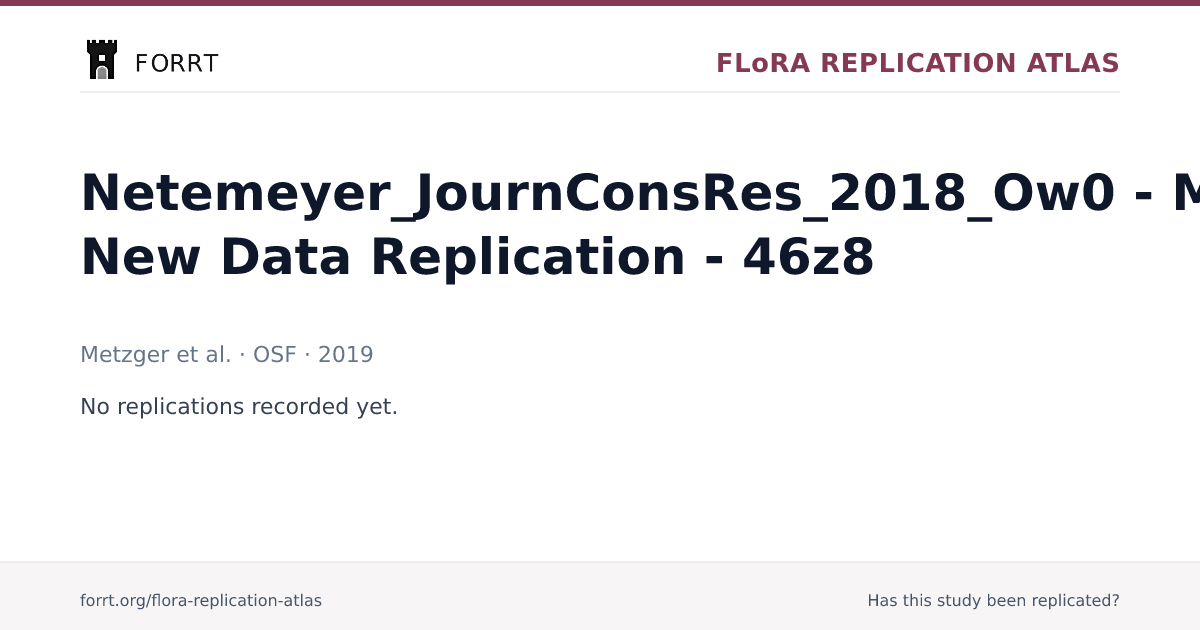 FORRT
FLoRA REPLICATION ATLAS
Netemeyer_JournConsRes_2018_Ow0 -
New Data Replication - 46z8
Metzger et al. · OSF · 2019
No replications recorded yet.
forrt.org/flora-replication-atlas
Has this study been replicated?